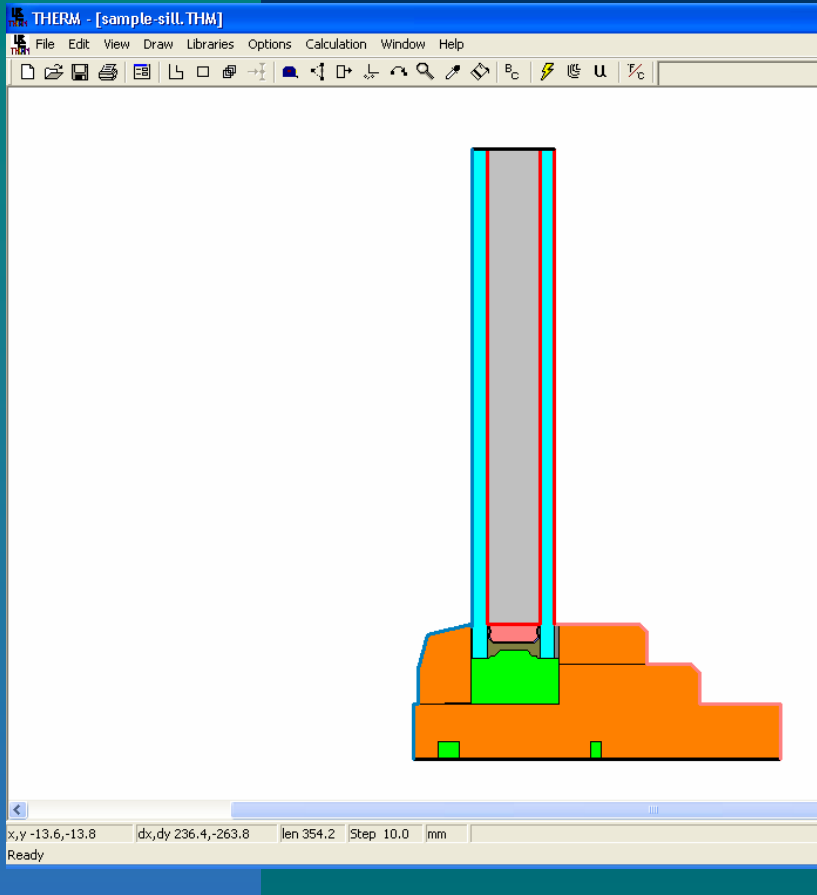 THERM - [sample-sill.THM]
File Edit View Draw Libraries Options Calculation Window Help
BC U F/C
x,y -13.6,-13.8 dx,dy 236.4,-263.8 len 354.2 Step 10.0 mm
Ready